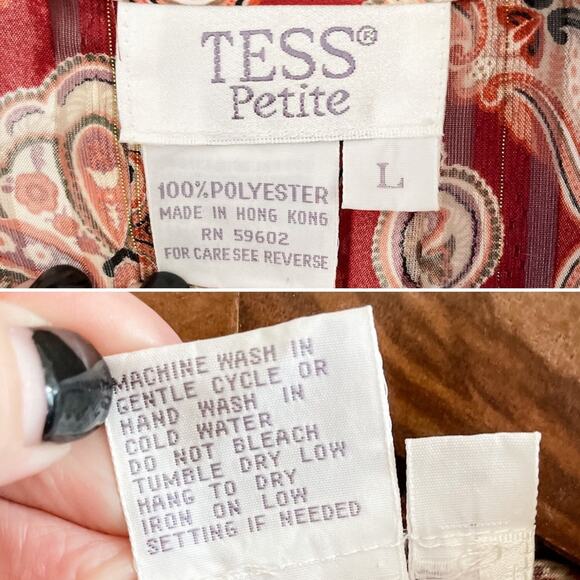 TESS®
Petite
100%POLYESTER
MADE IN HONG KONG
RN 59602
FOR CARE SEE REVERSE
L
MACHINE WASH IN
GENTLE CYCLE OR
HAND WASH IN
COLD WATER
DO NOT BLEACH
TUMBLE DRY LOW
HANG TO DRY
IRON ON LOW
SETTING IF NEEDED